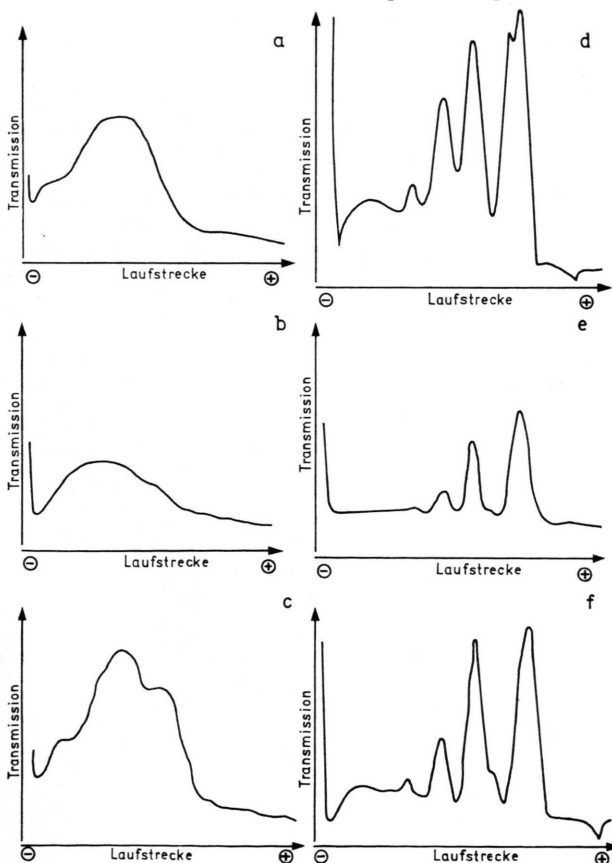 a
Transmission
⊖ Laufstrecke ⊕
b
Transmission
⊖ Laufstrecke ⊕
c
Transmission
⊖ Laufstrecke ⊕
d
Transmission
⊖ Laufstrecke ⊕
e
Transmission
⊖ Laufstrecke ⊕
f
Transmission
⊖ Laufstrecke ⊕